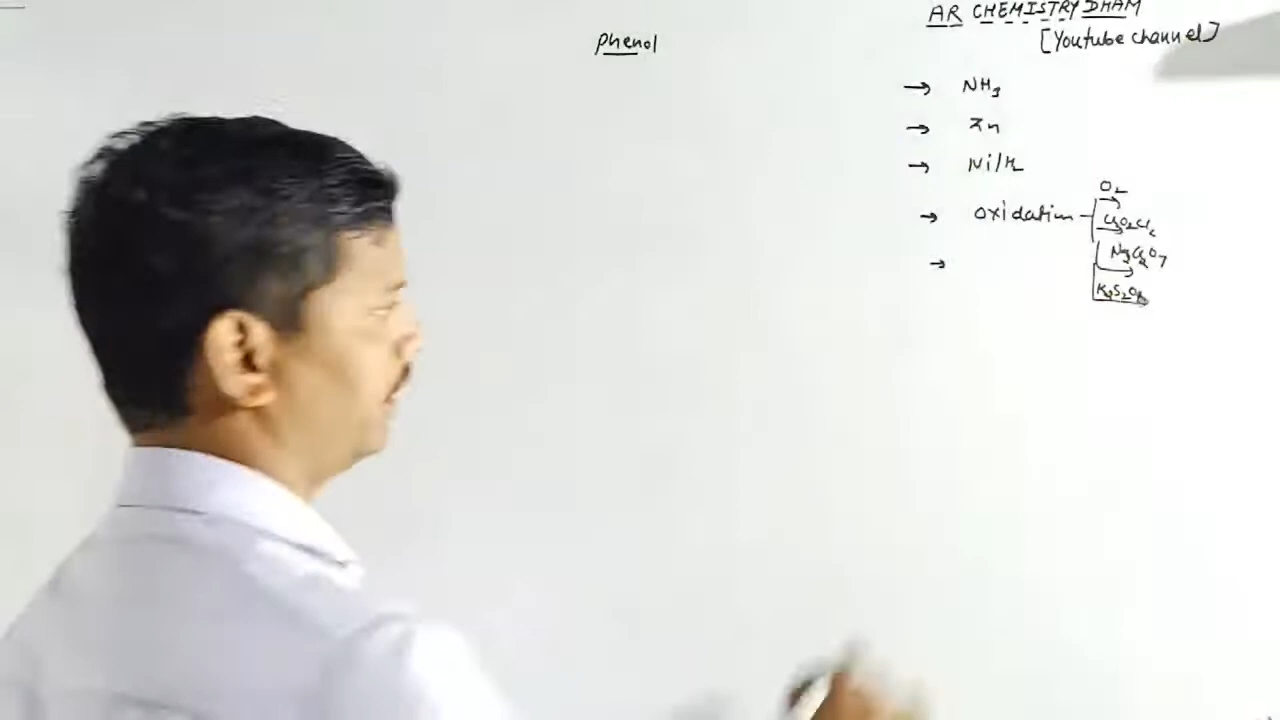 AR CHEMISTRY DHAM
[Youtube channel]
Phenol
→ NH3
→ Zn
→ Ni/H2
→ oxidation
O2
CrO2Cl2
Na2Cr2O7
K2S2O8
→